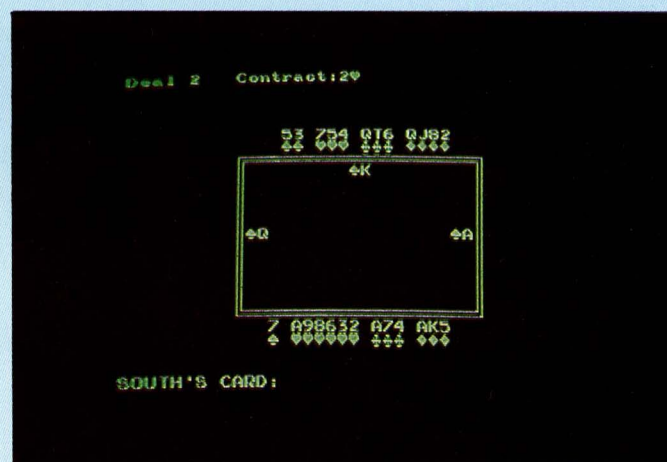 Deal 2 Contract:2♥
53 754 QT6 QJ82
♠♠ ♥♥♥ ♣♣♣ ♦♦♦♦
♠K
♠Q ♠A
7 A98632 A74 AK5
♠ ♥♥♥♥♥♥ ♣♣♣ ♦♦♦
SOUTH'S CARD: